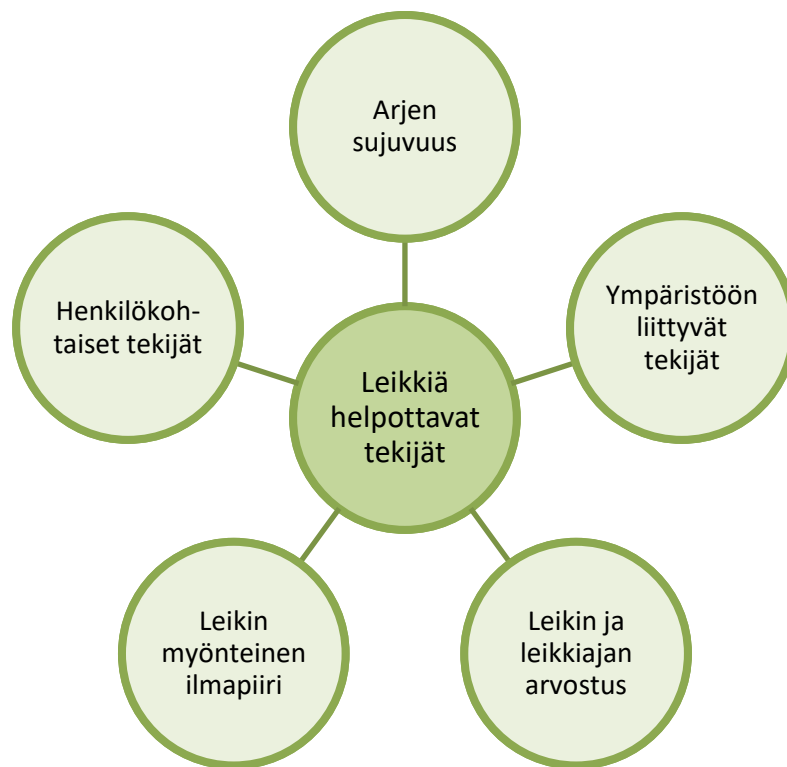 Arjen
sujuvuus
Henkilökoh-
taiset tekijät
Ympäristöön
liittyvät
tekijät
Leikkiä
helpottavat
tekijät
Leikin
myönteinen
ilmapiiri
Leikin ja
leikkiajan
arvostus